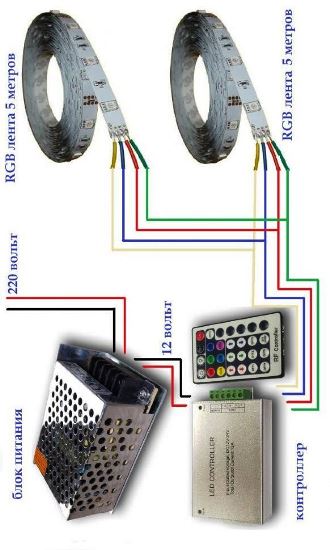 RGB лента 5 метров
RGB лента 5 метров
220 вольт
12 вольт
блок питания
контроллер
RF Controller
LED CONTROLLER